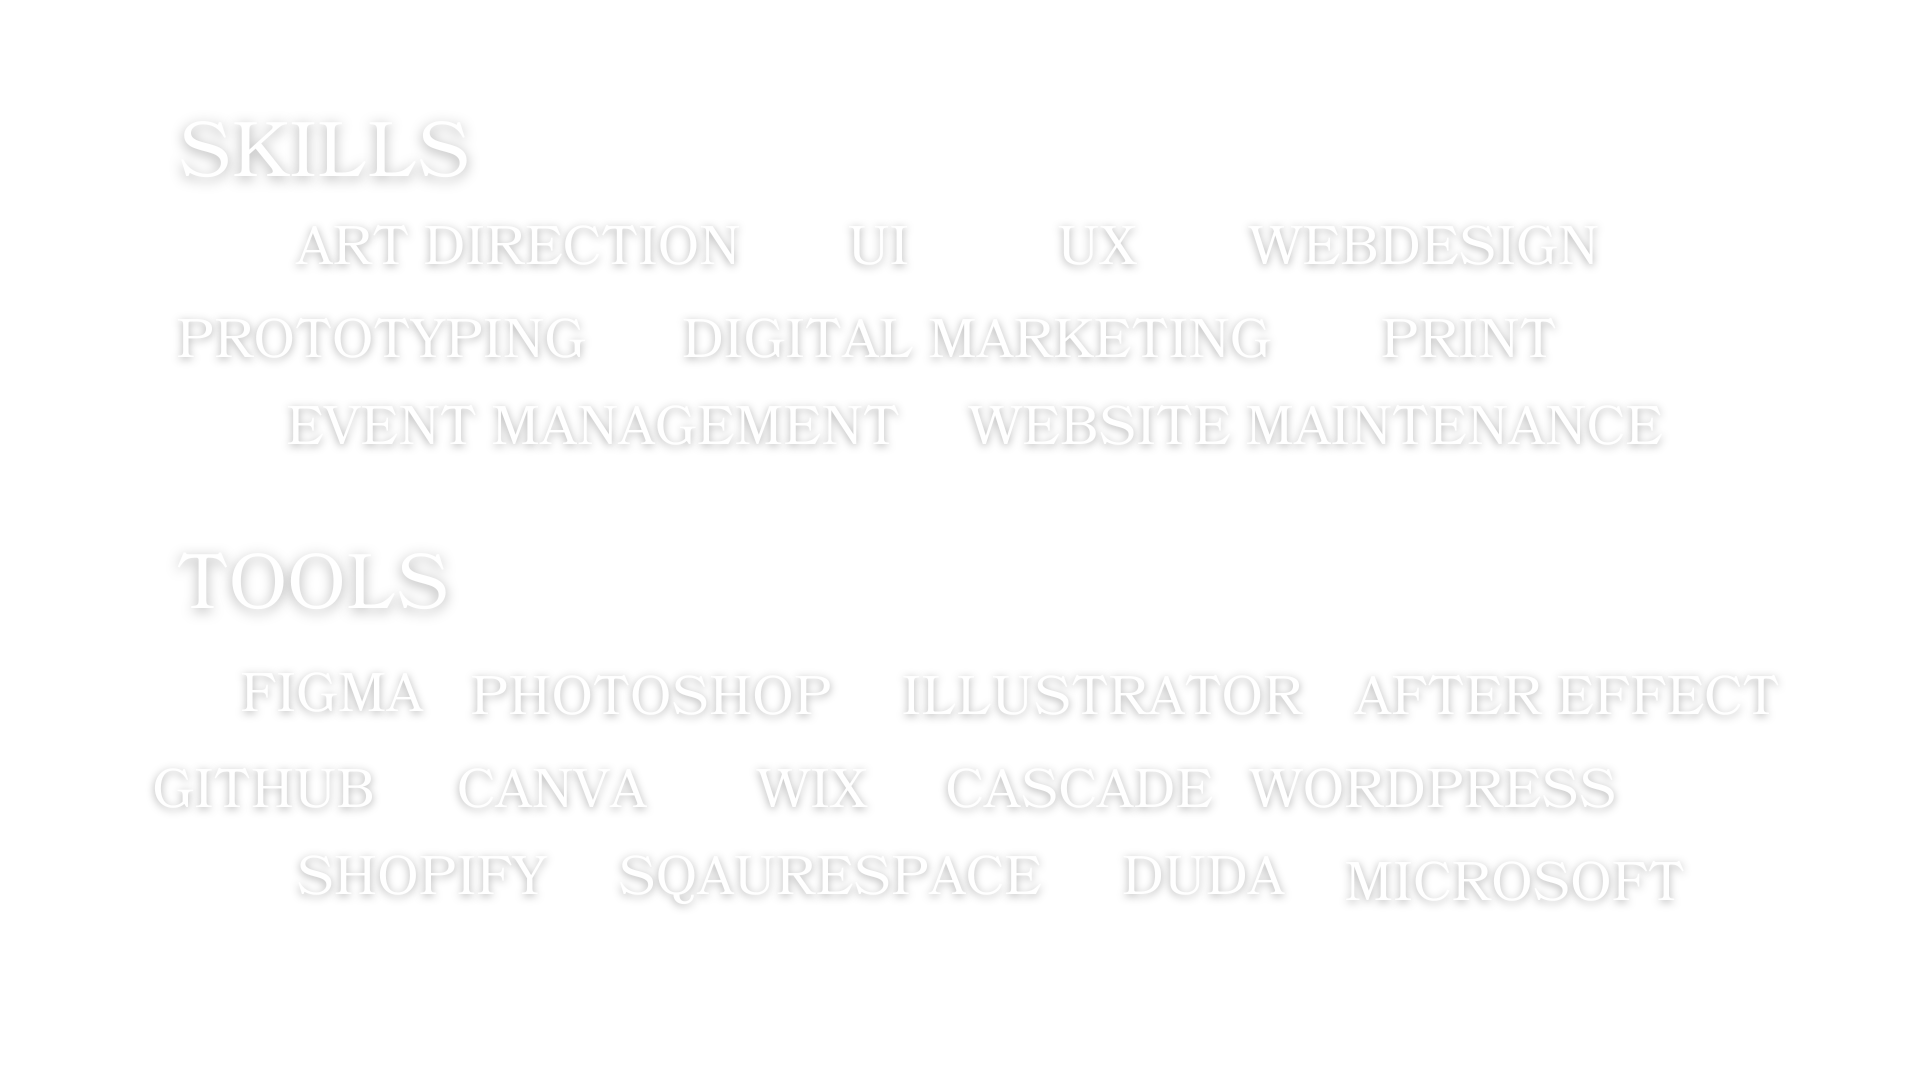 SKILLS
ART DIRECTION UI UX WEBDESIGN
PROTOTYPING DIGITAL MARKETING PRINT
EVENT MANAGEMENT WEBSITE MAINTENANCE
TOOLS
FIGMA PHOTOSHOP ILLUSTRATOR AFTER EFFECT
GITHUB CANVA WIX CASCADE WORDPRESS
SHOPIFY SQAURESPACE DUDA MICROSOFT